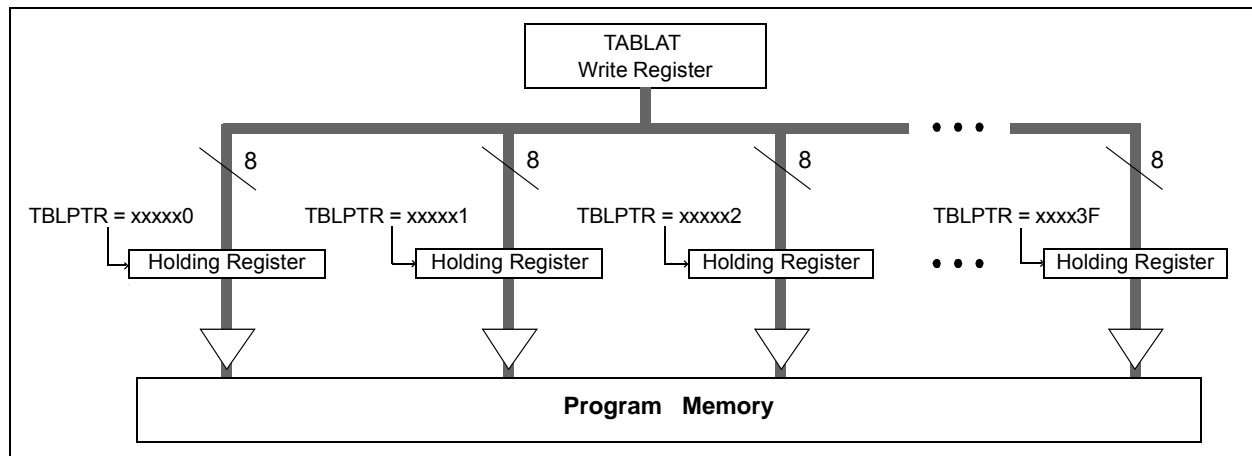 TABLAT
Write Register
8
8
8
8
TBLPTR = xxxxx0
TBLPTR = xxxxx1
TBLPTR = xxxxx2
TBLPTR = xxxx3F
Holding Register
Holding Register
Holding Register
Holding Register
Program Memory